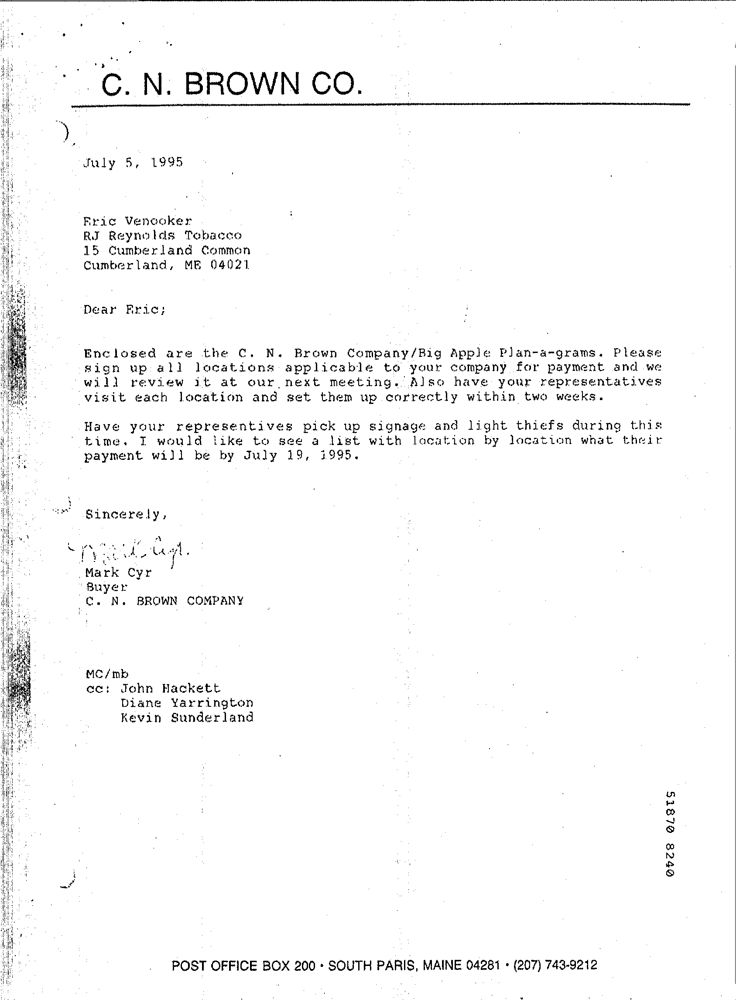 C. N. BROWN CO.
July 5, 1995
Eric Venooker
RJ Reynolds Tobacco
15 Cumberland Common
Cumberland, ME 04021
Dear Eric;
Enclosed are the C. N. Brown Company/Big Apple Plan-a-grams. Please
sign up all locations applicable to your company for payment and we
will review it at our next meeting. Also have your representatives
visit each location and set them up correctly within two weeks.
Have your representives pick up signage and light thiefs during this
time. I would like to see a list with location by location what their
payment will be by July 19, 1995.
Sincerely,
Mark Cyr
Mark Cyr
Buyer
C. N. BROWN COMPANY
MC/mb
cc: John Hackett
Diane Yarrington
Kevin Sunderland
51870 8240
POST OFFICE BOX 200 · SOUTH PARIS, MAINE 04281 · (207) 743-9212